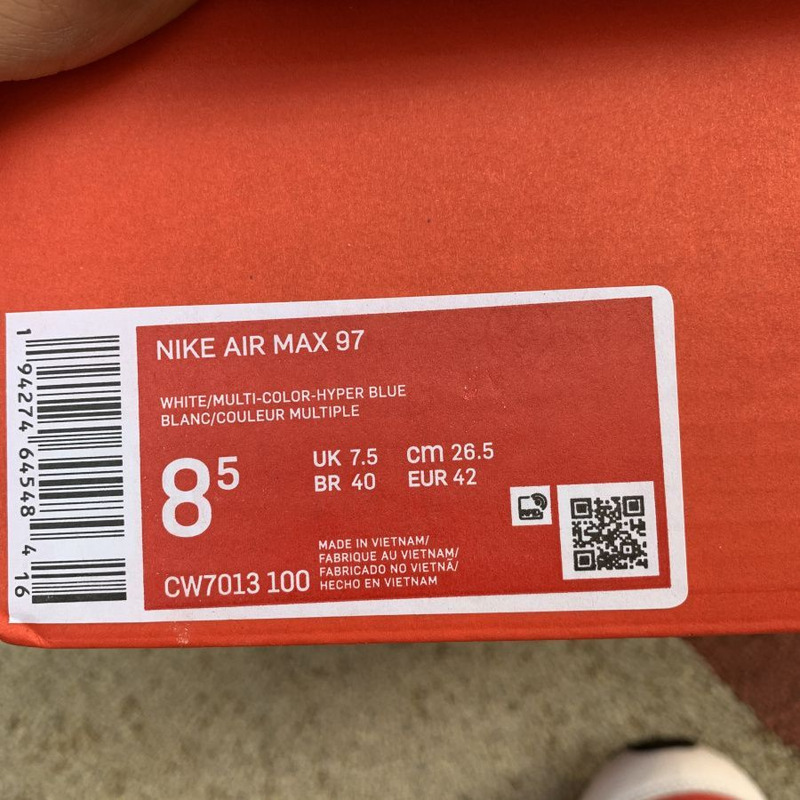 NIKE AIR MAX 97
WHITE/MULTI-COLOR-HYPER BLUE
BLANC/COULEUR MULTIPLE
8⁵
UK 7.5 cm 26.5
BR 40 EUR 42
MADE IN VIETNAM/
FABRIQUE AU VIETNAM/
FABRICADO NO VIETNÃ/
HECHO EN VIETNAM
CW7013 100
1 94274 64548 4 16